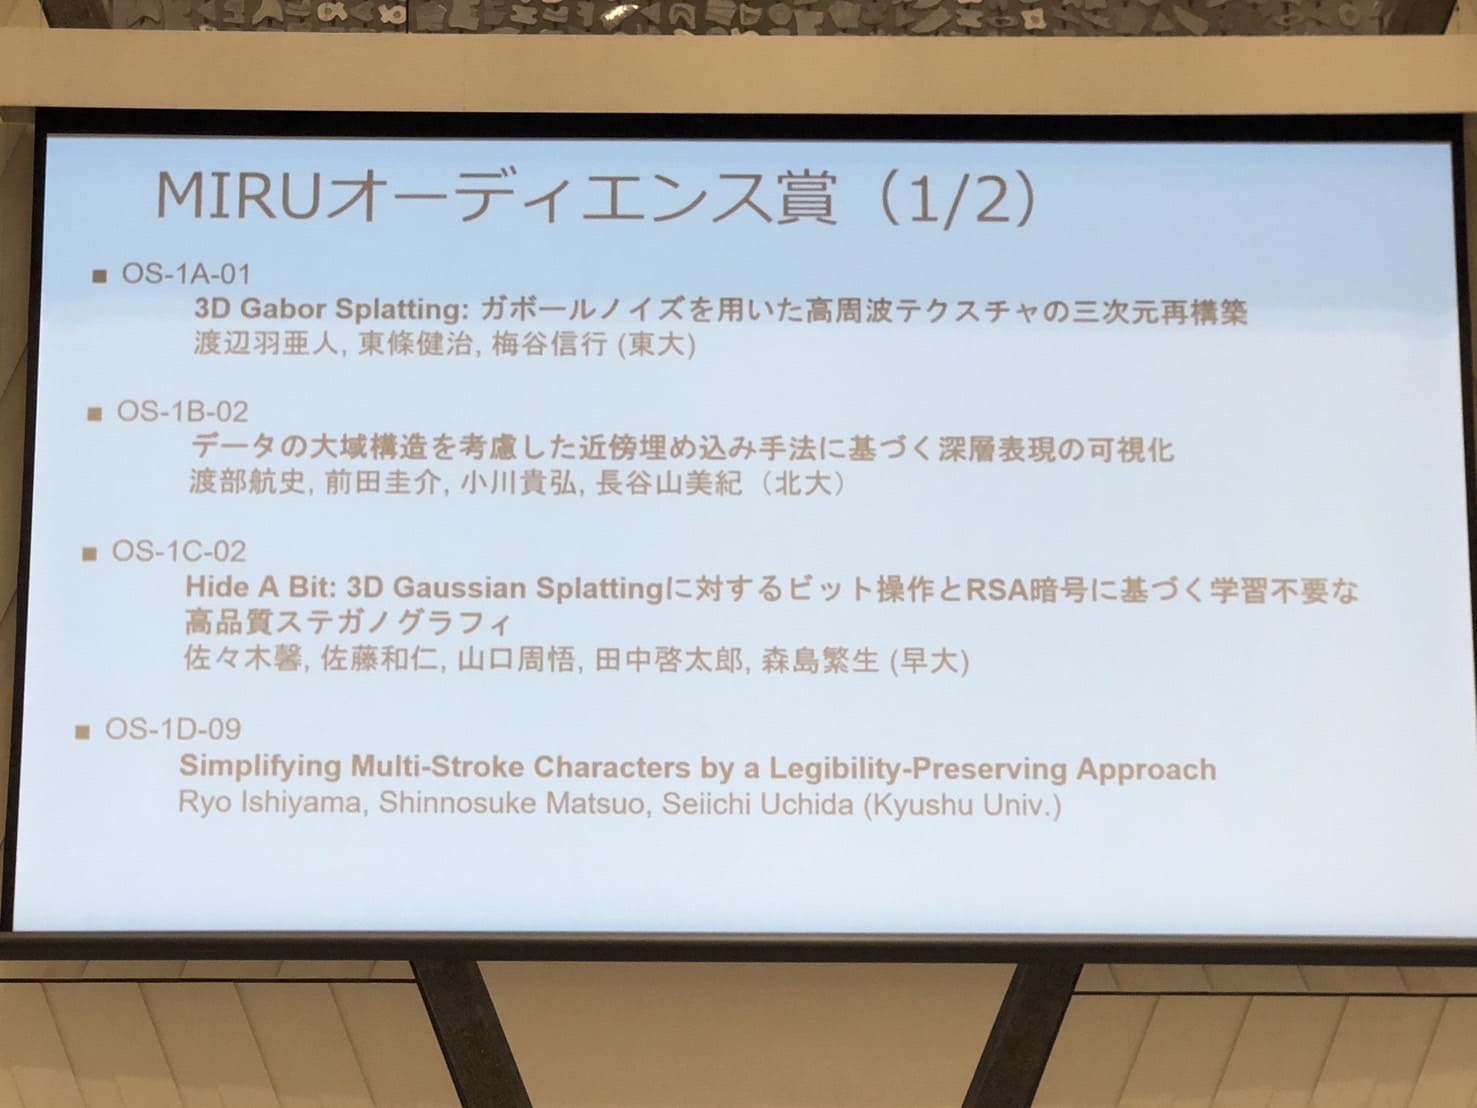 MIRUオーディエンス賞（1/2）
■ OS-1A-01
3D Gabor Splatting: ガボールノイズを用いた高周波テクスチャの三次元再構築
渡辺羽亜人, 東條健治, 梅谷信行 (東大)
■ OS-1B-02
データの大域構造を考慮した近傍埋め込み手法に基づく深層表現の可視化
渡部航史, 前田圭介, 小川貴弘, 長谷山美紀（北大）
■ OS-1C-02
Hide A Bit: 3D Gaussian Splattingに対するビット操作とRSA暗号に基づく学習不要な
高品質ステガノグラフィ
佐々木馨, 佐藤和仁, 山口周悟, 田中啓太郎, 森島繁生 (早大)
■ OS-1D-09
Simplifying Multi-Stroke Characters by a Legibility-Preserving Approach
Ryo Ishiyama, Shinnosuke Matsuo, Seiichi Uchida (Kyushu Univ.)